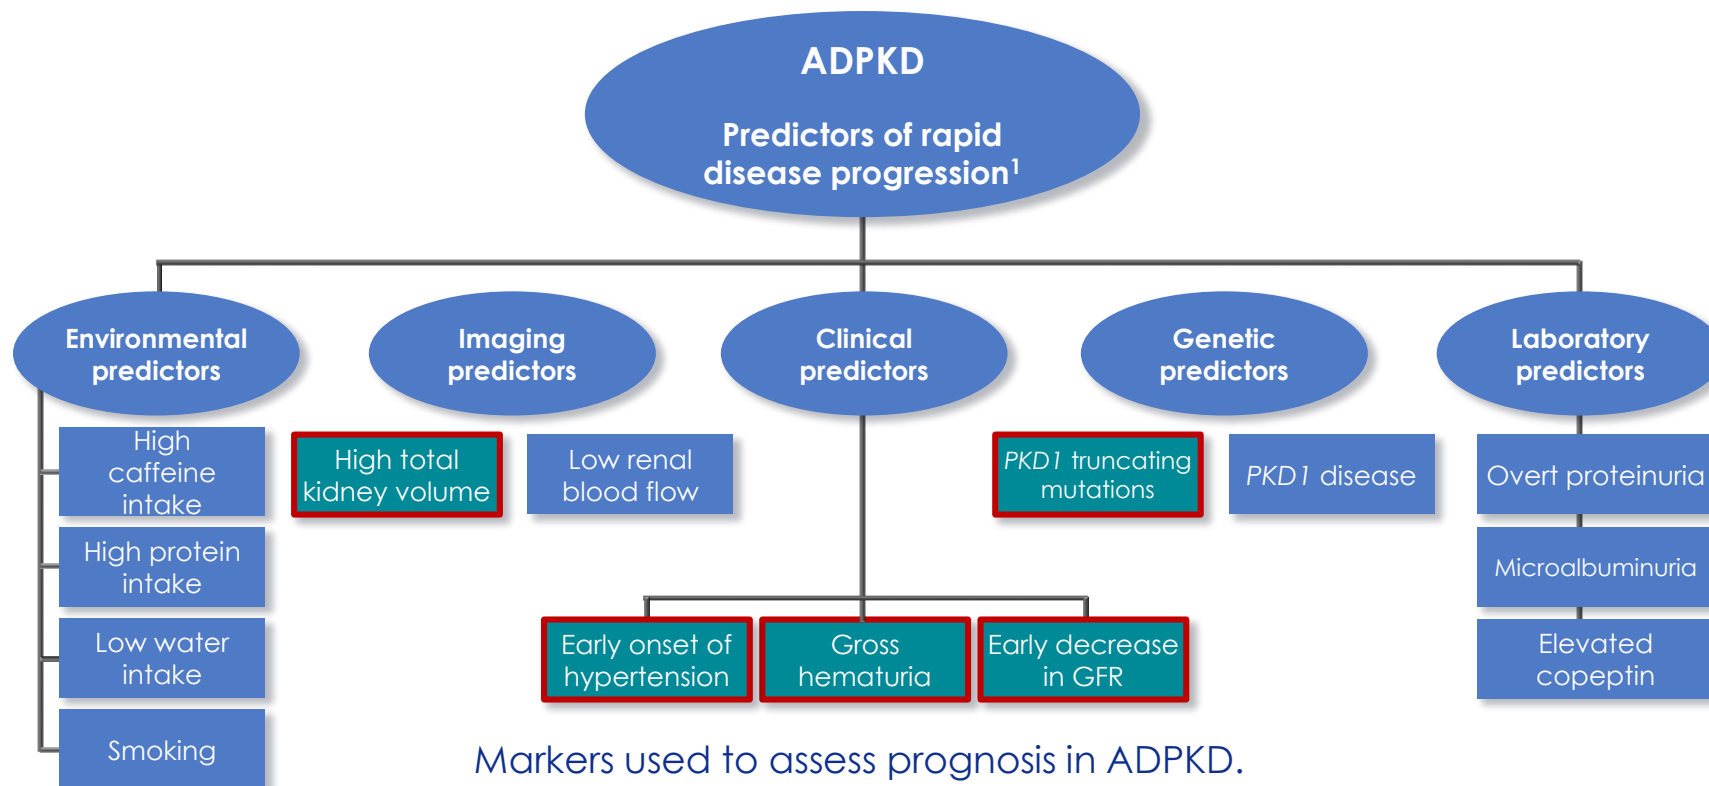 ADPKD
Predictors of rapid
disease progression1
Environmental
predictors
Imaging
predictors
Clinical
predictors
Genetic
predictors
Laboratory
predictors
High
caffeine
intake
High protein
intake
Low water
intake
Smoking
High total
kidney volume
Low renal
blood flow
Early onset of
hypertension
Gross
hematuria
Early decrease
in GFR
PKD1 truncating
mutations
PKD1 disease
Overt proteinuria
Microalbuminuria
Elevated
copeptin
Markers used to assess prognosis in ADPKD.